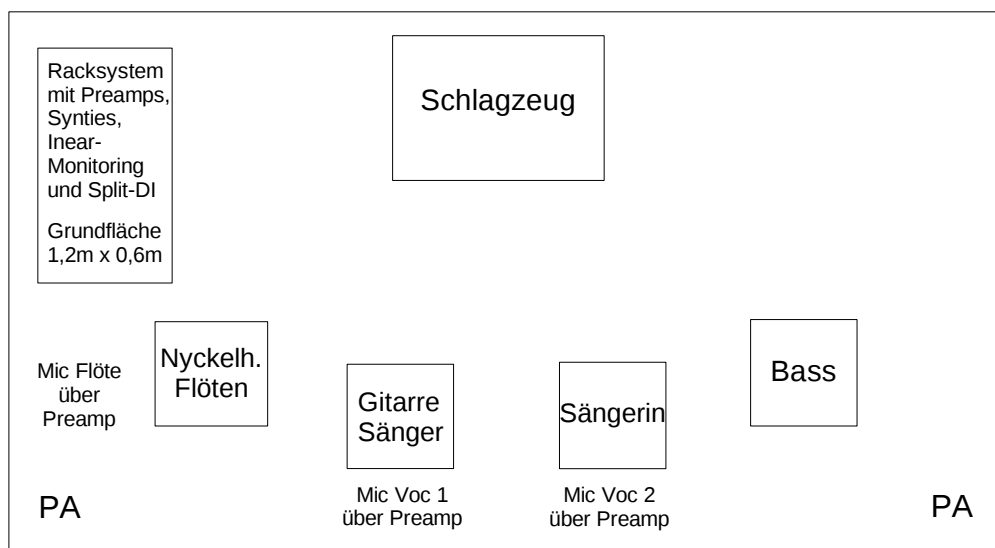 Racksystem
mit Preamps,
Synties,
Inear-
Monitoring
und Split-DI
Grundfläche
1,2m x 0,6m
Schlagzeug
Mic Flöte
über
Preamp
Nyckelh.
Flöten
Gitarre
Sänger
Sängerin
Bass
Mic Voc 1
über Preamp
Mic Voc 2
über Preamp
PA
PA